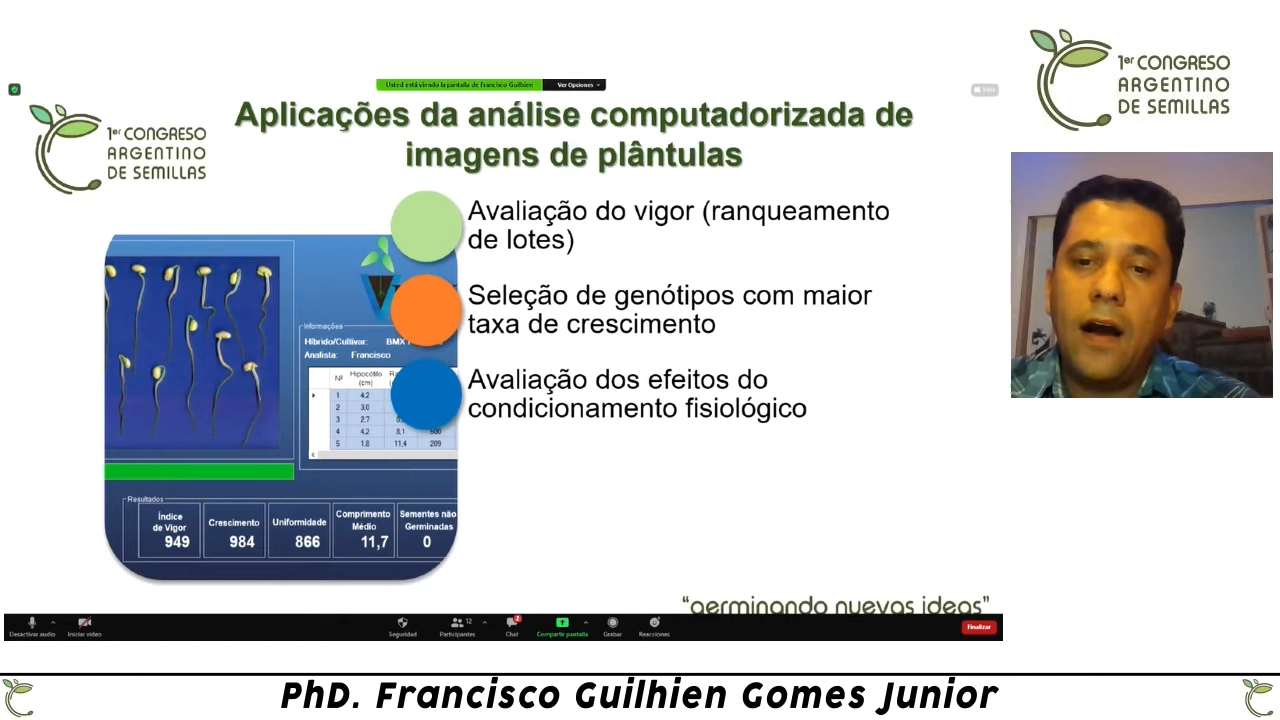 1er CONGRESO
ARGENTINO
DE SEMILLAS
Usted está viendo la pantalla de Francisco Guilhien
Ver Opciones
Vista
1er CONGRESO
ARGENTINO
DE SEMILLAS
Aplicações da análise computadorizada de
imagens de plântulas
Avaliação do vigor (ranqueamento
de lotes)
Seleção de genótipos com maior
taxa de crescimento
Avaliação dos efeitos do
condicionamento fisiológico
Informações
Híbrido/Cultivar: BMX
Analista: Francisco
Nº Hipocótilo
(cm)
1 4,2
2 3,0
3 2,7
4 4,2 8,1 500
5 1,8 11,4 209
Resultados
Índice
de Vigor
949
Crescimento
984
Uniformidade
866
Comprimento
Médio
11,7
Sementes não
Germinadas
0
“germinando nuevas ideas”
Desactivar audio
Iniciar video
Seguridad
12
Participantes
2
Chat
Compartir pantalla
Grabar
Reacciones
Finalizar
PhD. Francisco Guilhien Gomes Junior